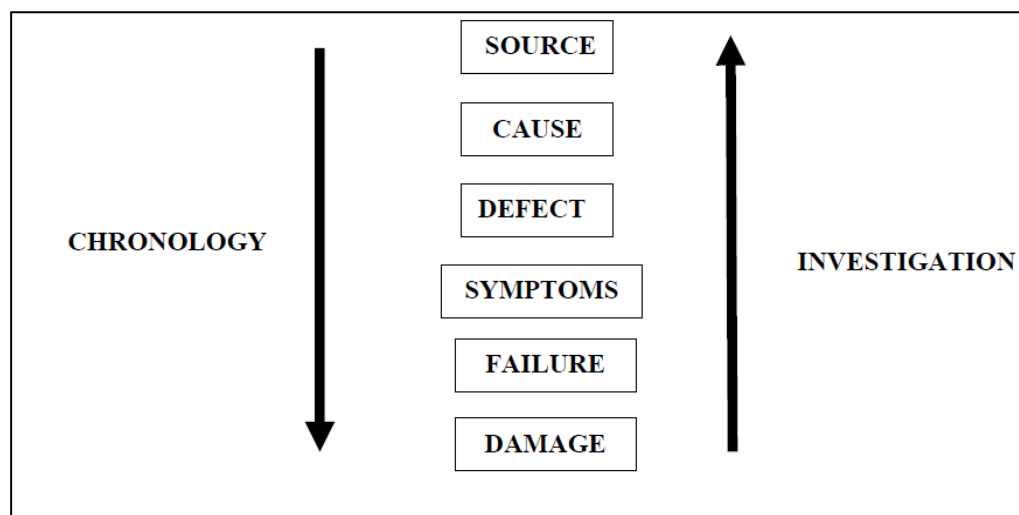 SOURCE
CAUSE
DEFECT
CHRONOLOGY
INVESTIGATION
SYMPTOMS
FAILURE
DAMAGE